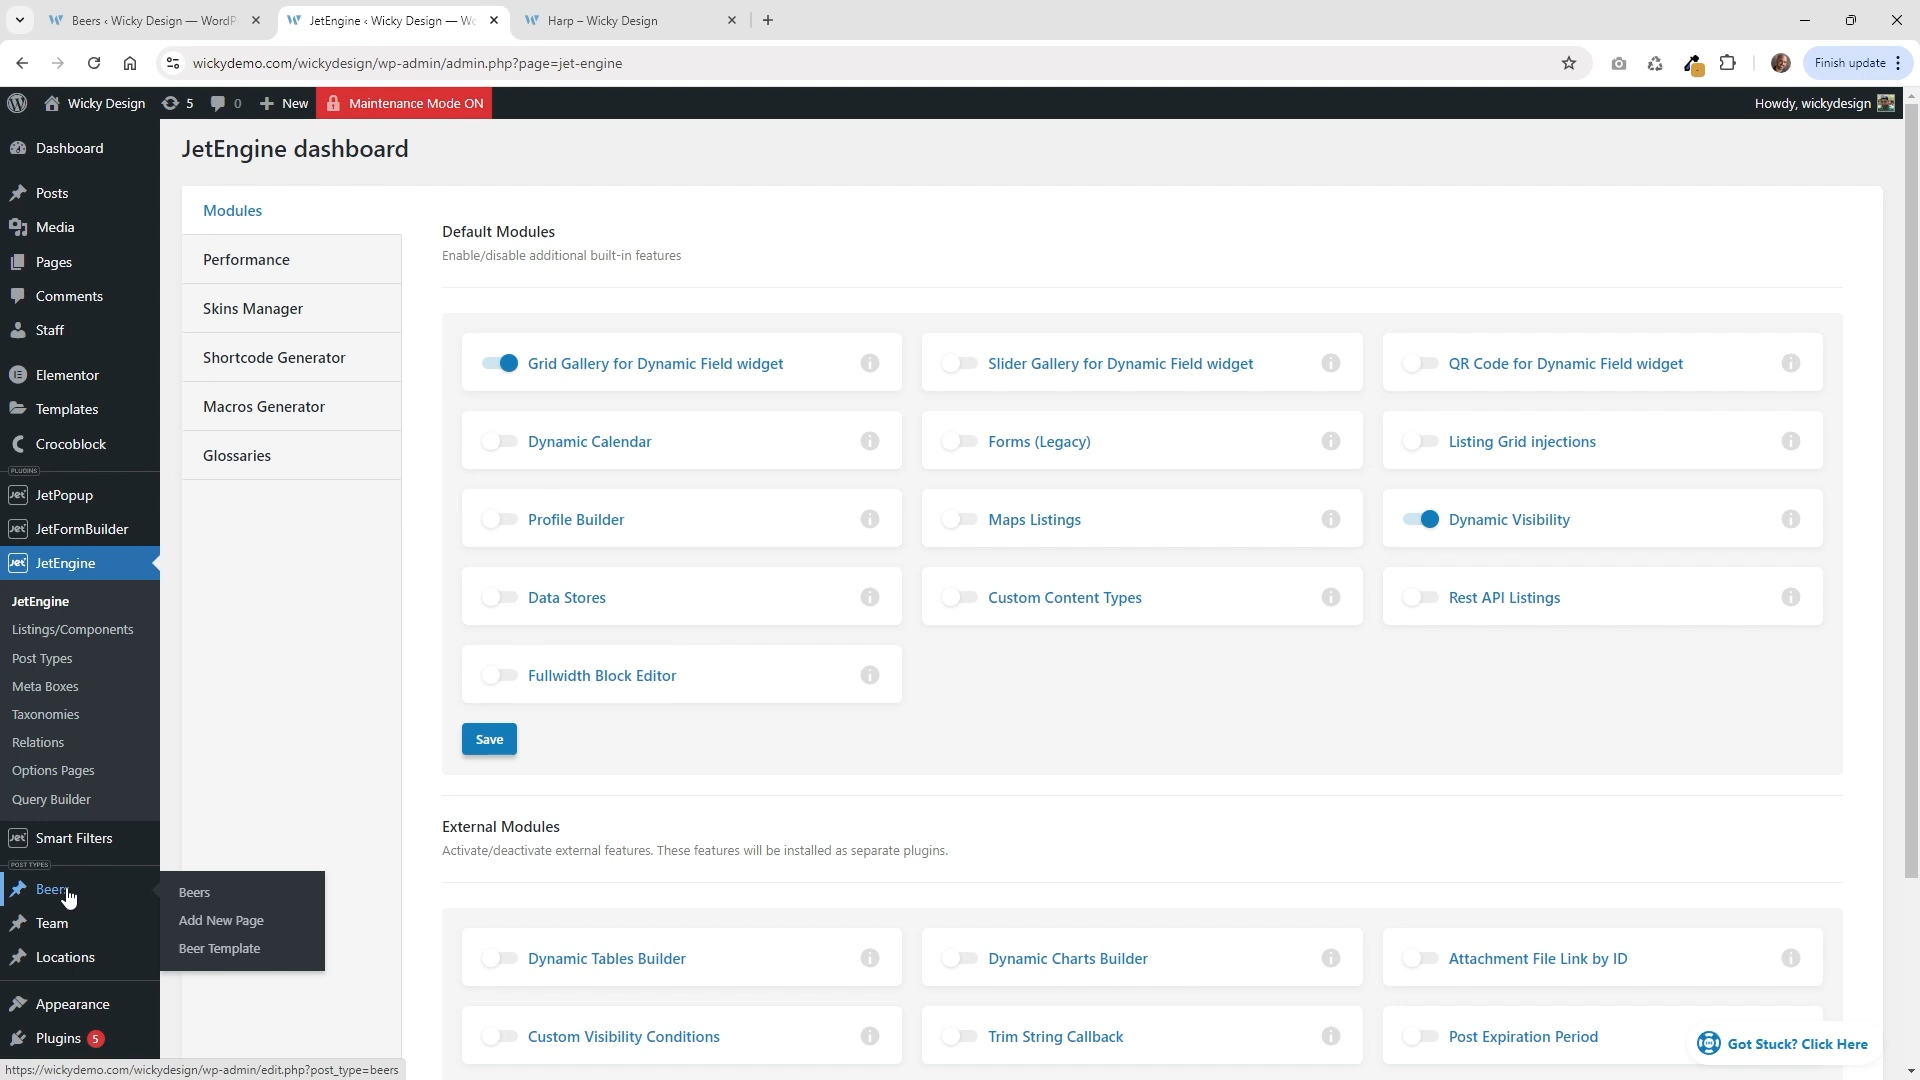 Beers ‹ Wicky Design — WordP
JetEngine ‹ Wicky Design — Wo
Harp – Wicky Design
wickydemo.com/wickydesign/wp-admin/admin.php?page=jet-engine
Finish update
Wicky Design
5
0
New
Maintenance Mode ON
Howdy, wickydesign
Dashboard
Posts
Media
Pages
Comments
Staff
Elementor
Templates
Crocoblock
PLUGINS
Jet JetPopup
Jet JetFormBuilder
Jet JetEngine
JetEngine
Listings/Components
Post Types
Meta Boxes
Taxonomies
Relations
Options Pages
Query Builder
Jet Smart Filters
POST TYPES
Beers
Team
Locations
Appearance
Plugins 5
Beers
Add New Page
Beer Template
JetEngine dashboard
Modules
Performance
Skins Manager
Shortcode Generator
Macros Generator
Glossaries
Default Modules
Enable/disable additional built-in features
Grid Gallery for Dynamic Field widget
Slider Gallery for Dynamic Field widget
QR Code for Dynamic Field widget
Dynamic Calendar
Forms (Legacy)
Listing Grid injections
Profile Builder
Maps Listings
Dynamic Visibility
Data Stores
Custom Content Types
Rest API Listings
Fullwidth Block Editor
Save
External Modules
Activate/deactivate external features. These features will be installed as separate plugins.
Dynamic Tables Builder
Dynamic Charts Builder
Attachment File Link by ID
Custom Visibility Conditions
Trim String Callback
Post Expiration Period
Got Stuck? Click Here
https://wickydemo.com/wickydesign/wp-admin/edit.php?post_type=beers